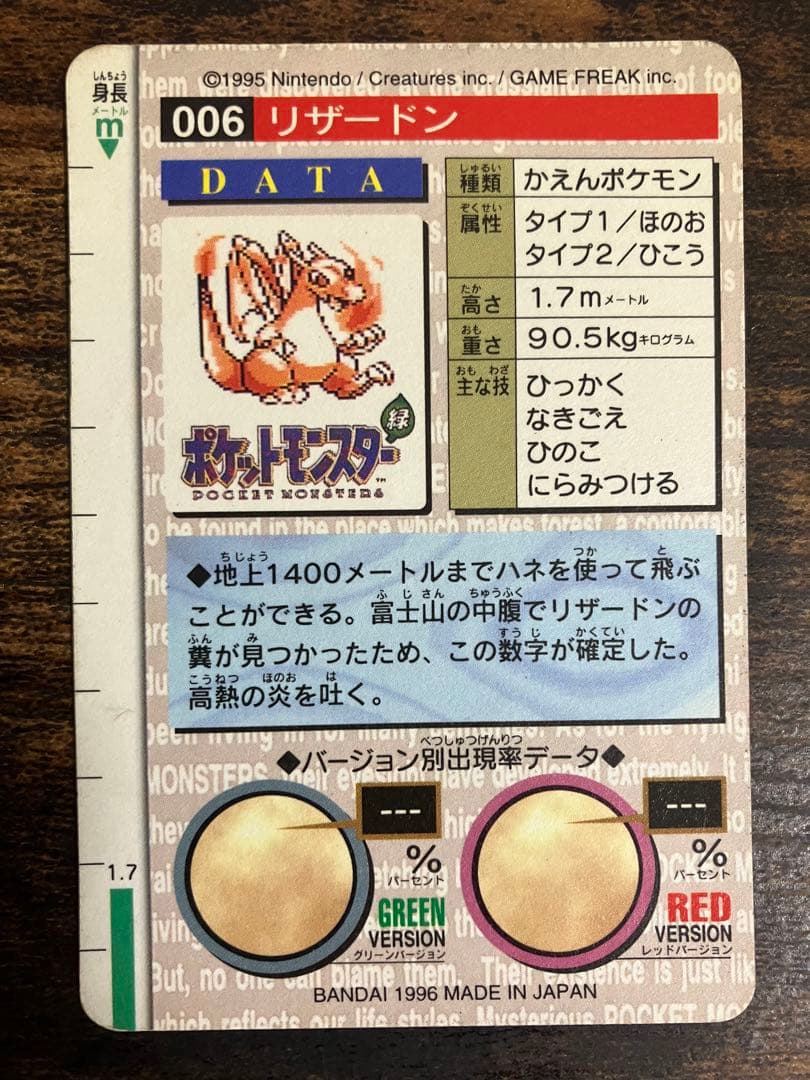 ©1995 Nintendo / Creatures inc. / GAME FREAK inc.
しんちょう
身長
メートル
m
006 リザードン
DATA
しゅるい
種類 かえんポケモン
ぞくせい
属性 タイプ1／ほのお
タイプ2／ひこう
たか
高さ 1.7mメートル
おも
重さ 90.5kgキログラム
おも わざ
主な技 ひっかく
なきごえ
ひのこ
にらみつける
緑
ポケットモンスター™
POCKET MONSTERS
ちじょう つか と
◆地上1400メートルまでハネを使って飛ぶ
ふじさん ちゅうふく
ことができる。富士山の中腹でリザードンの
ふん み すうじ かくてい
糞が見つかったため、この数字が確定した。
こうねつ ほのお は
高熱の炎を吐く。
べつしゅつげんりつ
◆バージョン別出現率データ◆
--- ---
% %
パーセント パーセント
GREEN RED
VERSION VERSION
グリーンバージョン レッドバージョン
1.7
BANDAI 1996 MADE IN JAPAN